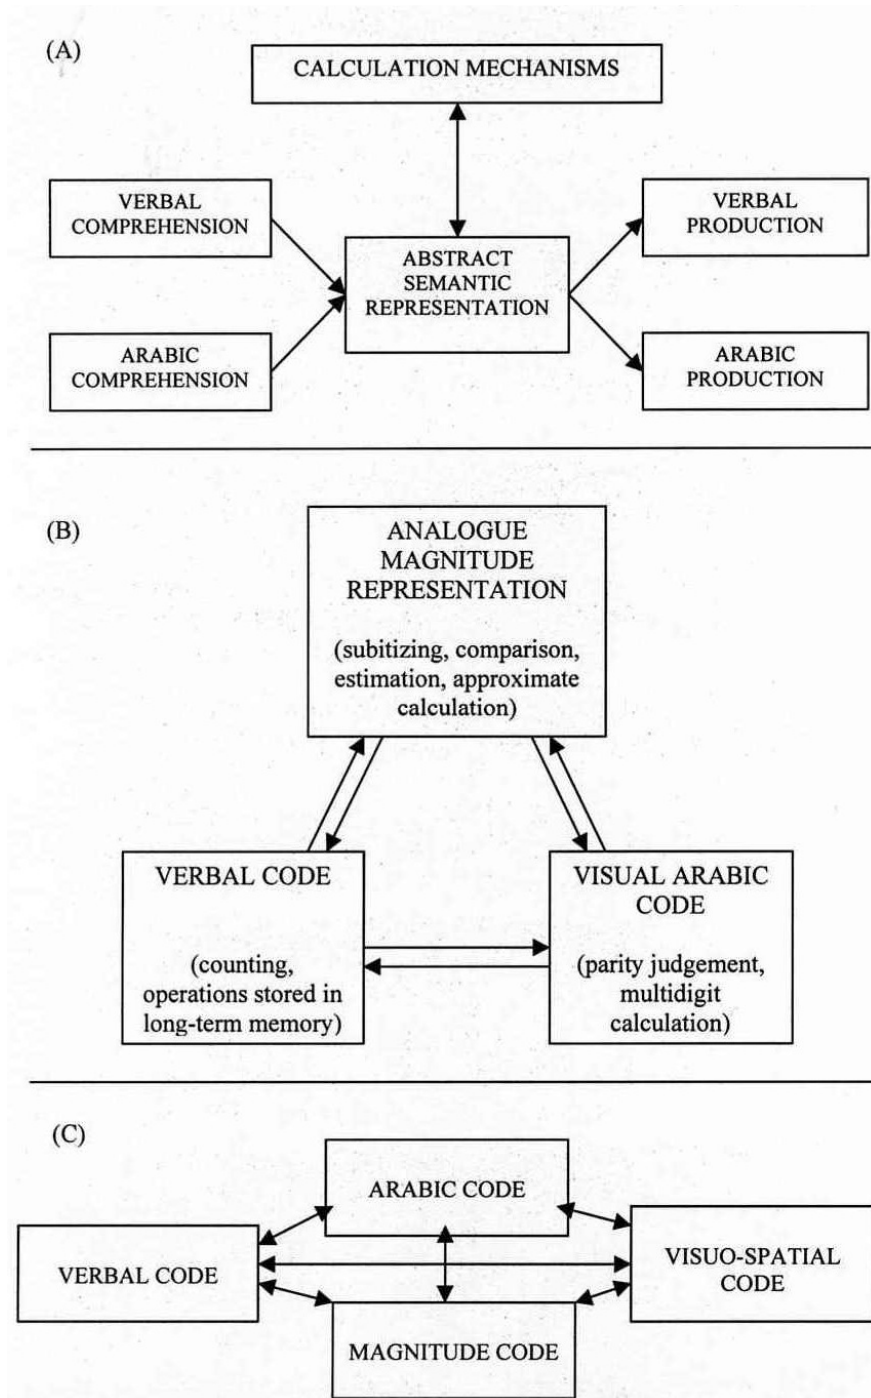 (A)
CALCULATION MECHANISMS
VERBAL
COMPREHENSION
VERBAL
PRODUCTION
ABSTRACT
SEMANTIC
REPRESENTATION
ARABIC
COMPREHENSION
ARABIC
PRODUCTION
(B)
ANALOGUE
MAGNITUDE
REPRESENTATION
(subitizing, comparison,
estimation, approximate
calculation)
VERBAL CODE
(counting,
operations stored in
long-term memory)
VISUAL ARABIC
CODE
(parity judgement,
multidigit
calculation)
(C)
ARABIC CODE
VERBAL CODE
VISUO-SPATIAL
CODE
MAGNITUDE CODE